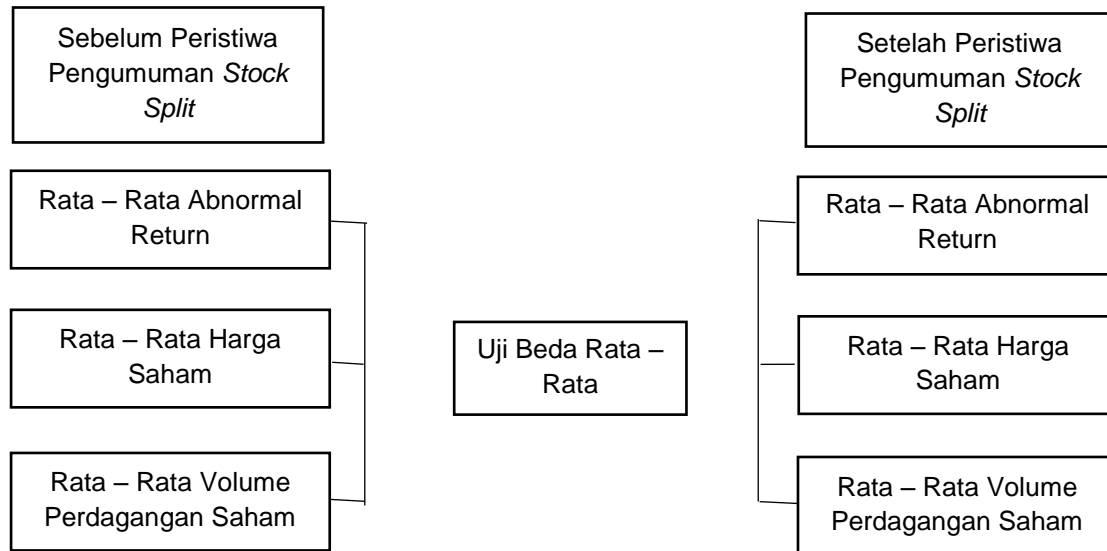 Sebelum Peristiwa
Pengumuman Stock
Split
Setelah Peristiwa
Pengumuman Stock
Split
Rata – Rata Abnormal
Return
Rata – Rata Abnormal
Return
Rata – Rata Harga
Saham
Uji Beda Rata –
Rata
Rata – Rata Harga
Saham
Rata – Rata Volume
Perdagangan Saham
Rata – Rata Volume
Perdagangan Saham